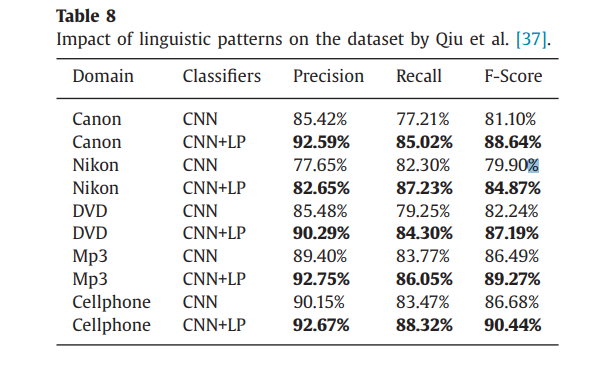 Table 8
Impact of linguistic patterns on the dataset by Qiu et al. [37].
Domain Classifiers Precision Recall F-Score
Canon CNN 85.42% 77.21% 81.10%
Canon CNN+LP 92.59% 85.02% 88.64%
Nikon CNN 77.65% 82.30% 79.90%
Nikon CNN+LP 82.65% 87.23% 84.87%
DVD CNN 85.48% 79.25% 82.24%
DVD CNN+LP 90.29% 84.30% 87.19%
Mp3 CNN 89.40% 83.77% 86.49%
Mp3 CNN+LP 92.75% 86.05% 89.27%
Cellphone CNN 90.15% 83.47% 86.68%
Cellphone CNN+LP 92.67% 88.32% 90.44%